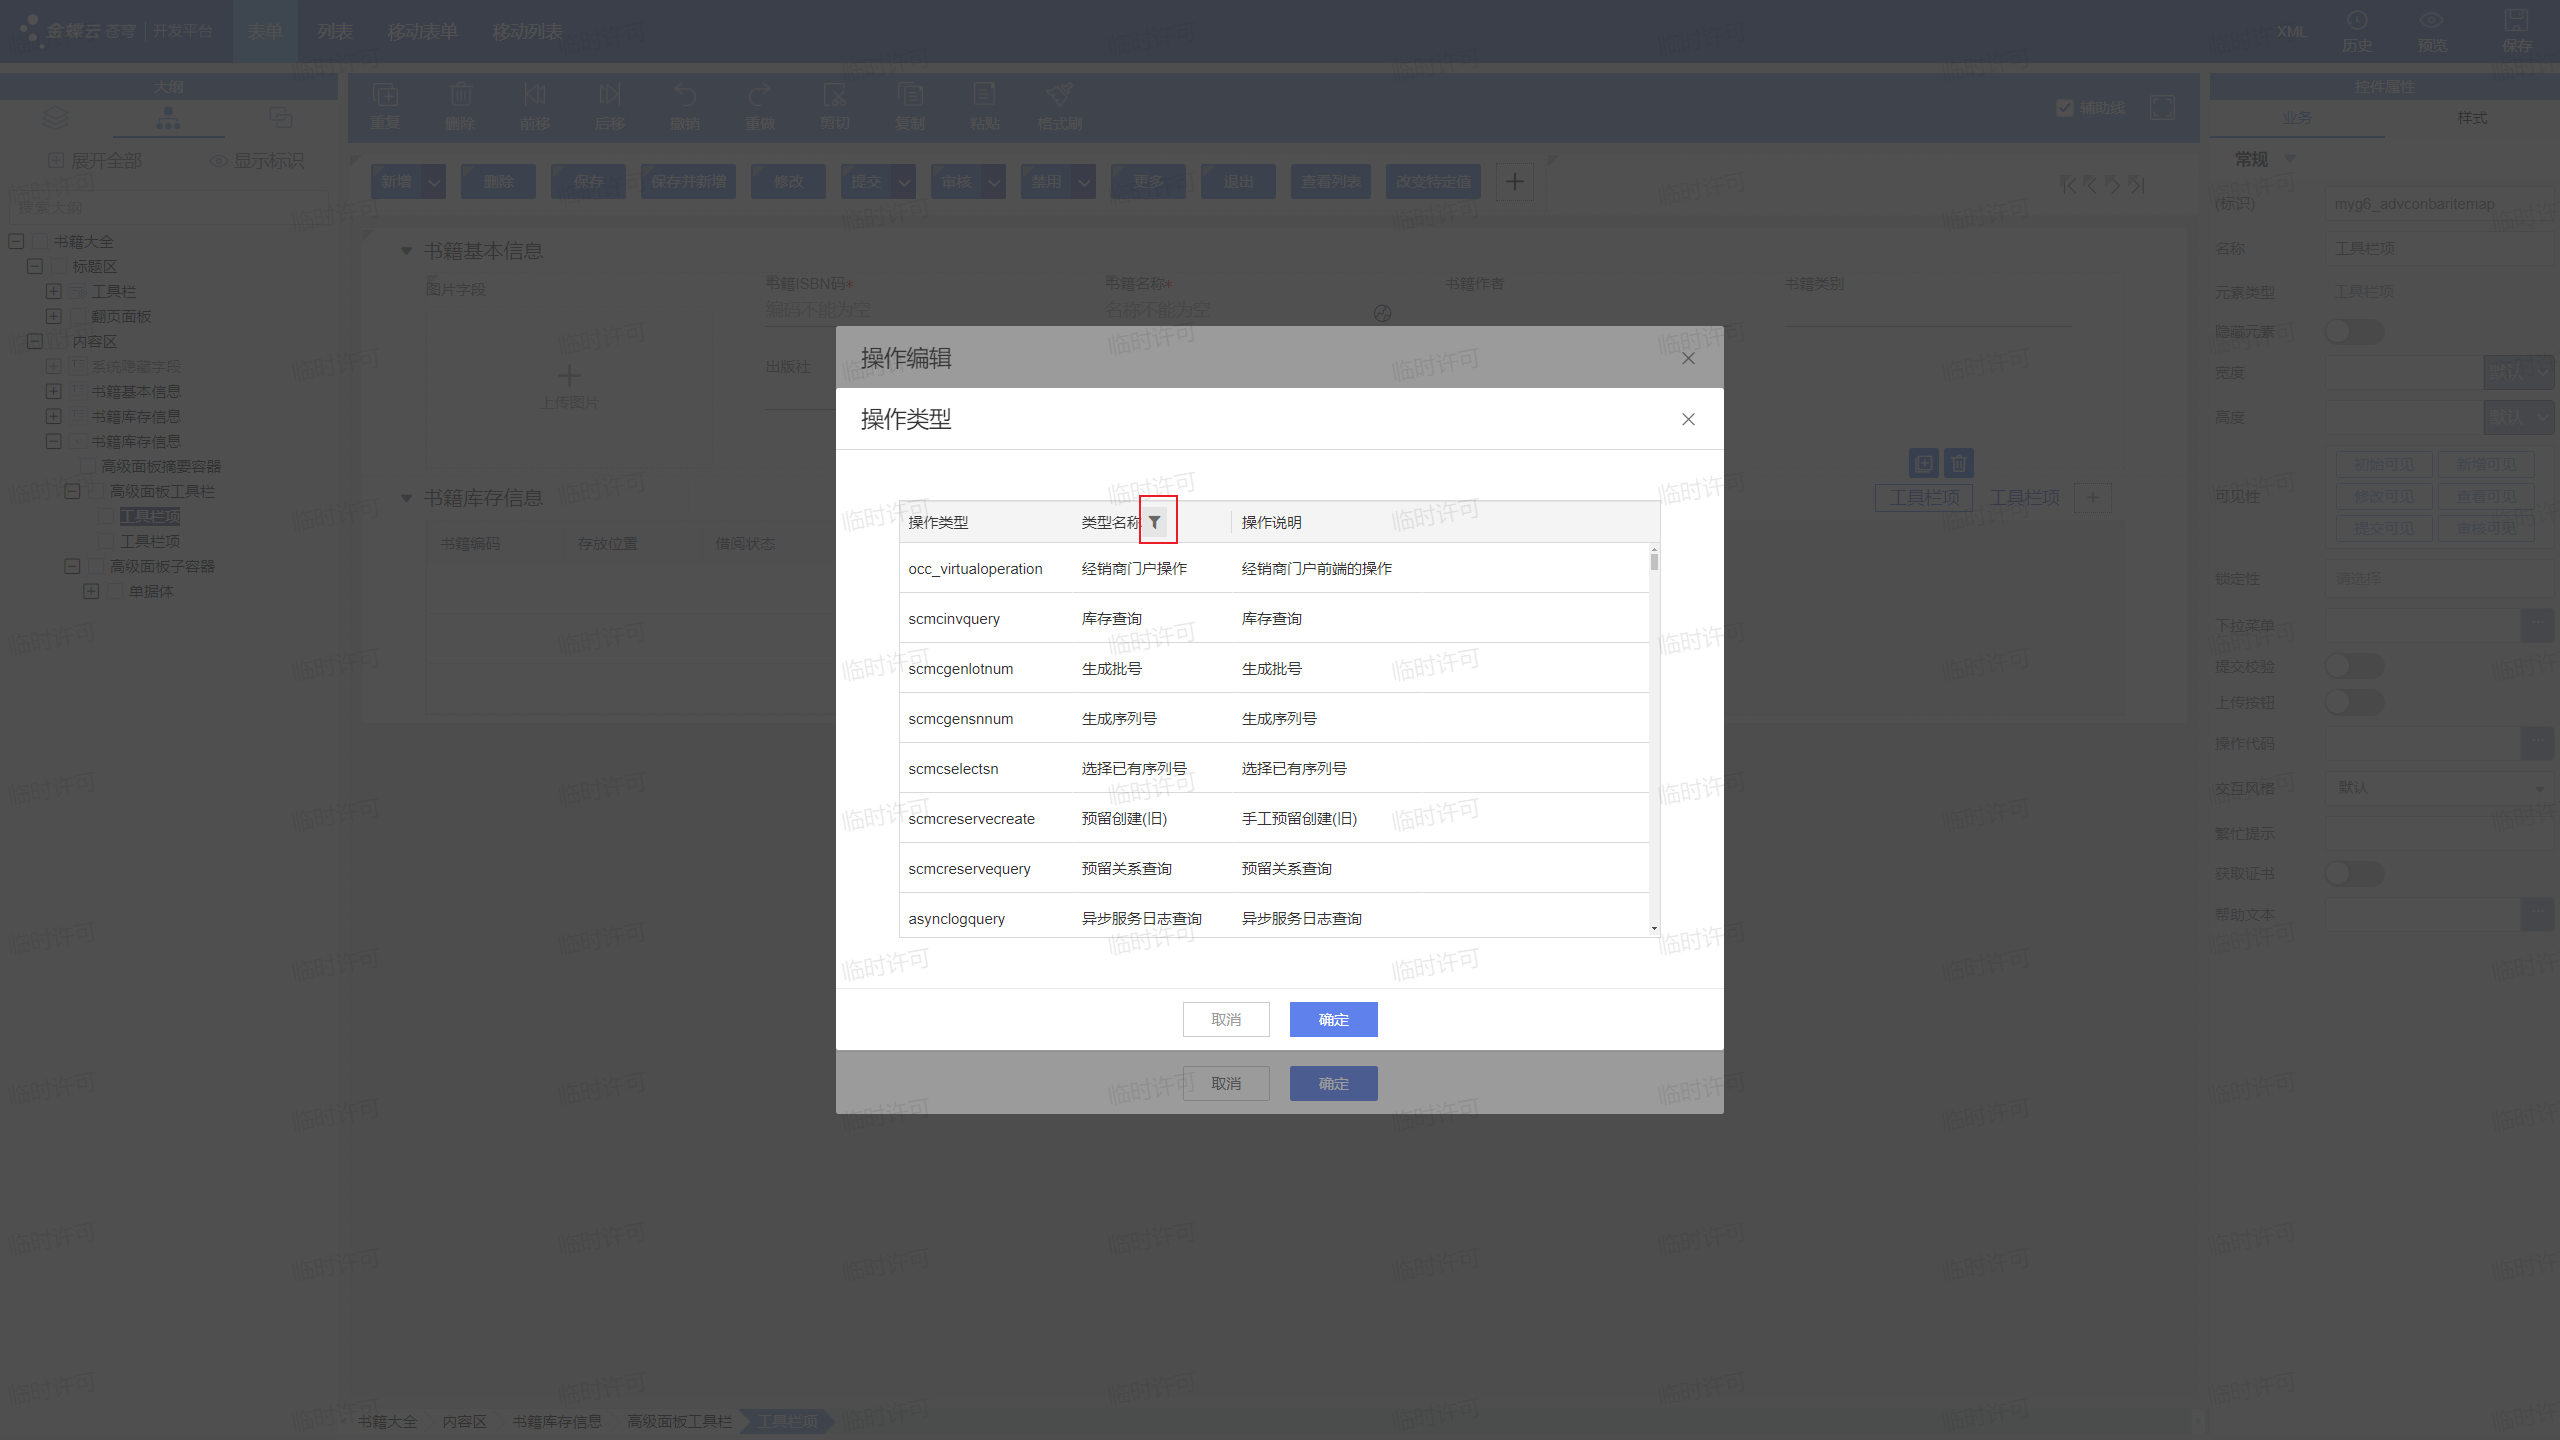 金蝶云 苍穹 | 开发平台
表单 列表 移动表单 移动列表
XML 历史 预览 保存
大纲
展开全部 显示标识
搜索大纲
书籍大全
标题区
工具栏
翻页面板
内容区
系统隐藏字段
书籍基本信息
书籍库存信息
书籍库存信息
高级面板摘要容器
高级面板工具栏
工具栏项
工具栏项
高级面板子容器
单据体
重复 删除 前移 后移 撤销 重做 剪切 复制 粘贴 格式刷
辅助线
新增 删除 保存 保存并新增 修改 提交 审核 禁用 更多 退出 查看列表 改变特定值
书籍基本信息
图片字段
上传图片
书籍ISBN码*
编码不能为空
书籍名称*
名称不能为空
书籍作者
书籍类别
出版社
书籍库存信息
工具栏项 工具栏项
书籍编码 存放位置 借阅状态
操作编辑
操作类型
操作类型 类型名称 操作说明
occ_virtualoperation 经销商门户操作 经销商门户前端的操作
scmcinvquery 库存查询 库存查询
scmcgenlotnum 生成批号 生成批号
scmcgensnnum 生成序列号 生成序列号
scmcselectsn 选择已有序列号 选择已有序列号
scmcreservecreate 预留创建(旧) 手工预留创建(旧)
scmcreservequery 预留关系查询 预留关系查询
asynclogquery 异步服务日志查询 异步服务日志查询
取消 确定
取消 确定
控件属性
业务 样式
常规
(标识) myg6_advconbaritemap
名称 工具栏项
元素类型 工具栏项
隐藏元素
宽度 默认
高度 默认
可见性
初始可见 新增可见
修改可见 查看可见
提交可见 审核可见
锁定性 请选择
下拉菜单
提交校验
上传按钮
操作代码
交互风格 默认
繁忙提示
获取证书
帮助文本
书籍大全 内容区 书籍库存信息 高级面板工具栏 工具栏项
临时许可